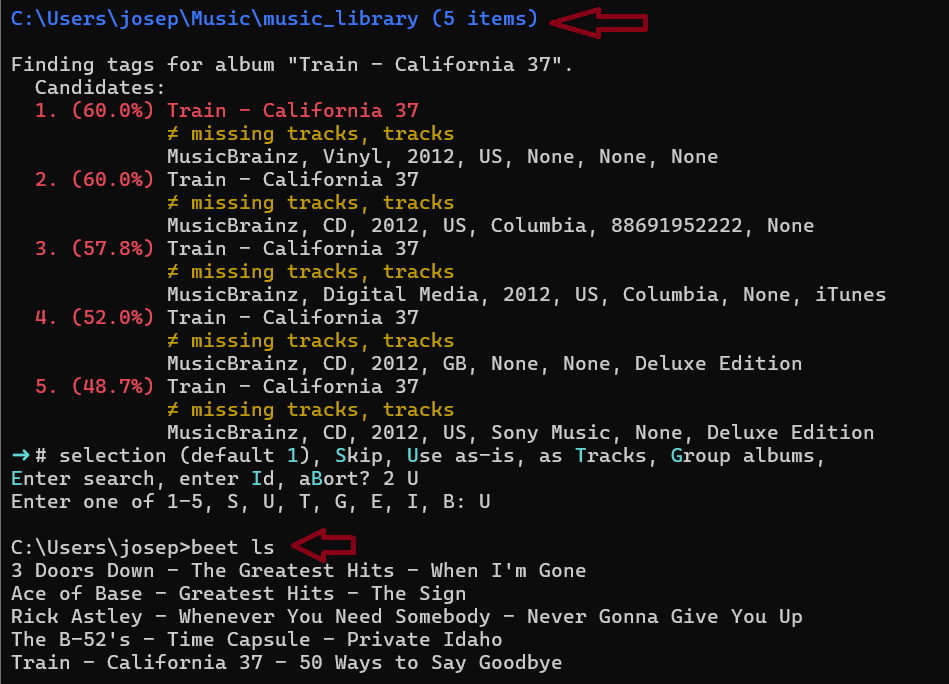 C:\Users\josep\Music\music_library (5 items)
Finding tags for album "Train - California 37".
Candidates:
1. (60.0%) Train - California 37
≠ missing tracks, tracks
MusicBrainz, Vinyl, 2012, US, None, None, None
2. (60.0%) Train - California 37
≠ missing tracks, tracks
MusicBrainz, CD, 2012, US, Columbia, 88691952222, None
3. (57.8%) Train - California 37
≠ missing tracks, tracks
MusicBrainz, Digital Media, 2012, US, Columbia, None, iTunes
4. (52.0%) Train - California 37
≠ missing tracks, tracks
MusicBrainz, CD, 2012, GB, None, None, Deluxe Edition
5. (48.7%) Train - California 37
≠ missing tracks, tracks
MusicBrainz, CD, 2012, US, Sony Music, None, Deluxe Edition
➜ # selection (default 1), Skip, Use as-is, as Tracks, Group albums,
Enter search, enter Id, aBort? 2 U
Enter one of 1-5, S, U, T, G, E, I, B: U
C:\Users\josep>beet ls
3 Doors Down - The Greatest Hits - When I'm Gone
Ace of Base - Greatest Hits - The Sign
Rick Astley - Whenever You Need Somebody - Never Gonna Give You Up
The B-52's - Time Capsule - Private Idaho
Train - California 37 - 50 Ways to Say Goodbye